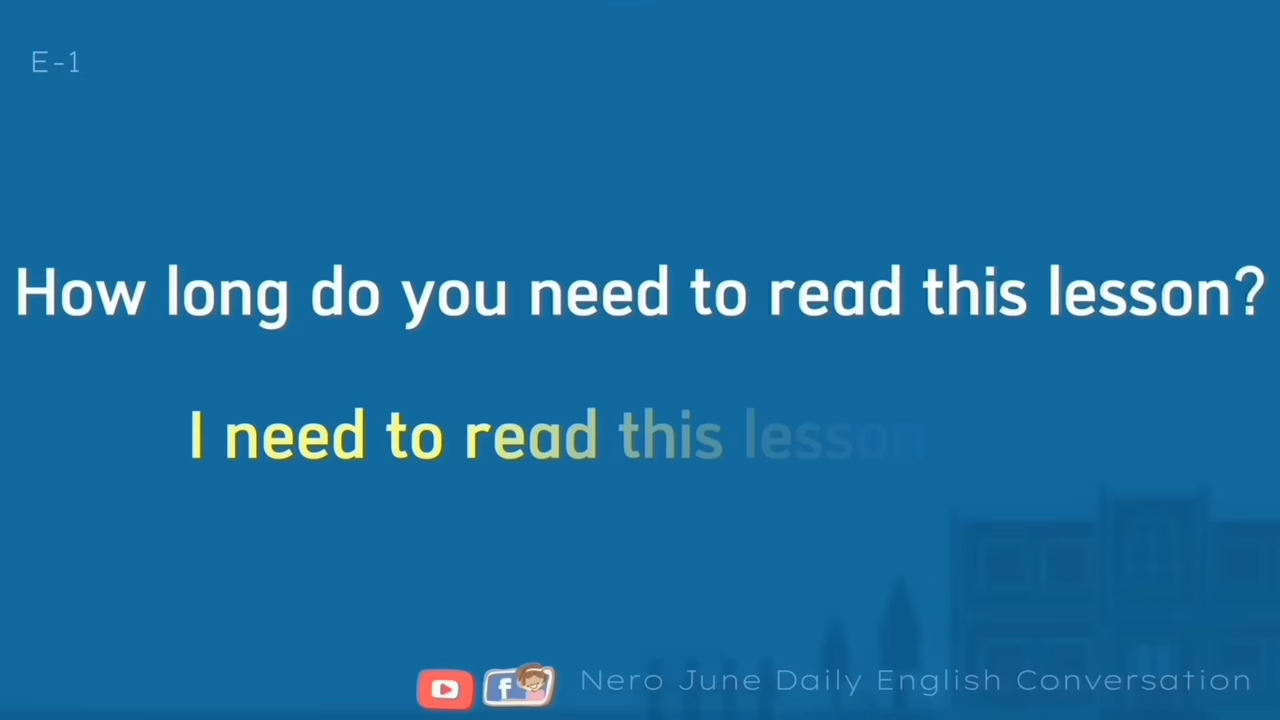 E-1
How long do you need to read this lesson?
I need to read this lesson
Nero June Daily English Conversation